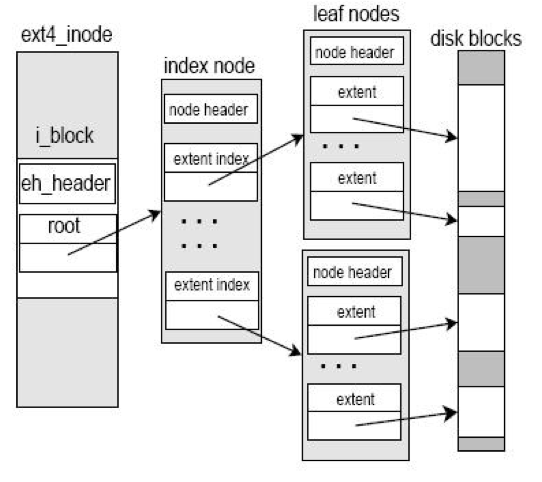 ext4_inode
i_block
eh_header
root
index node
node header
extent index
. . .
. . .
extent index
leaf nodes
node header
extent
. . .
extent
node header
extent
. . .
extent
disk blocks